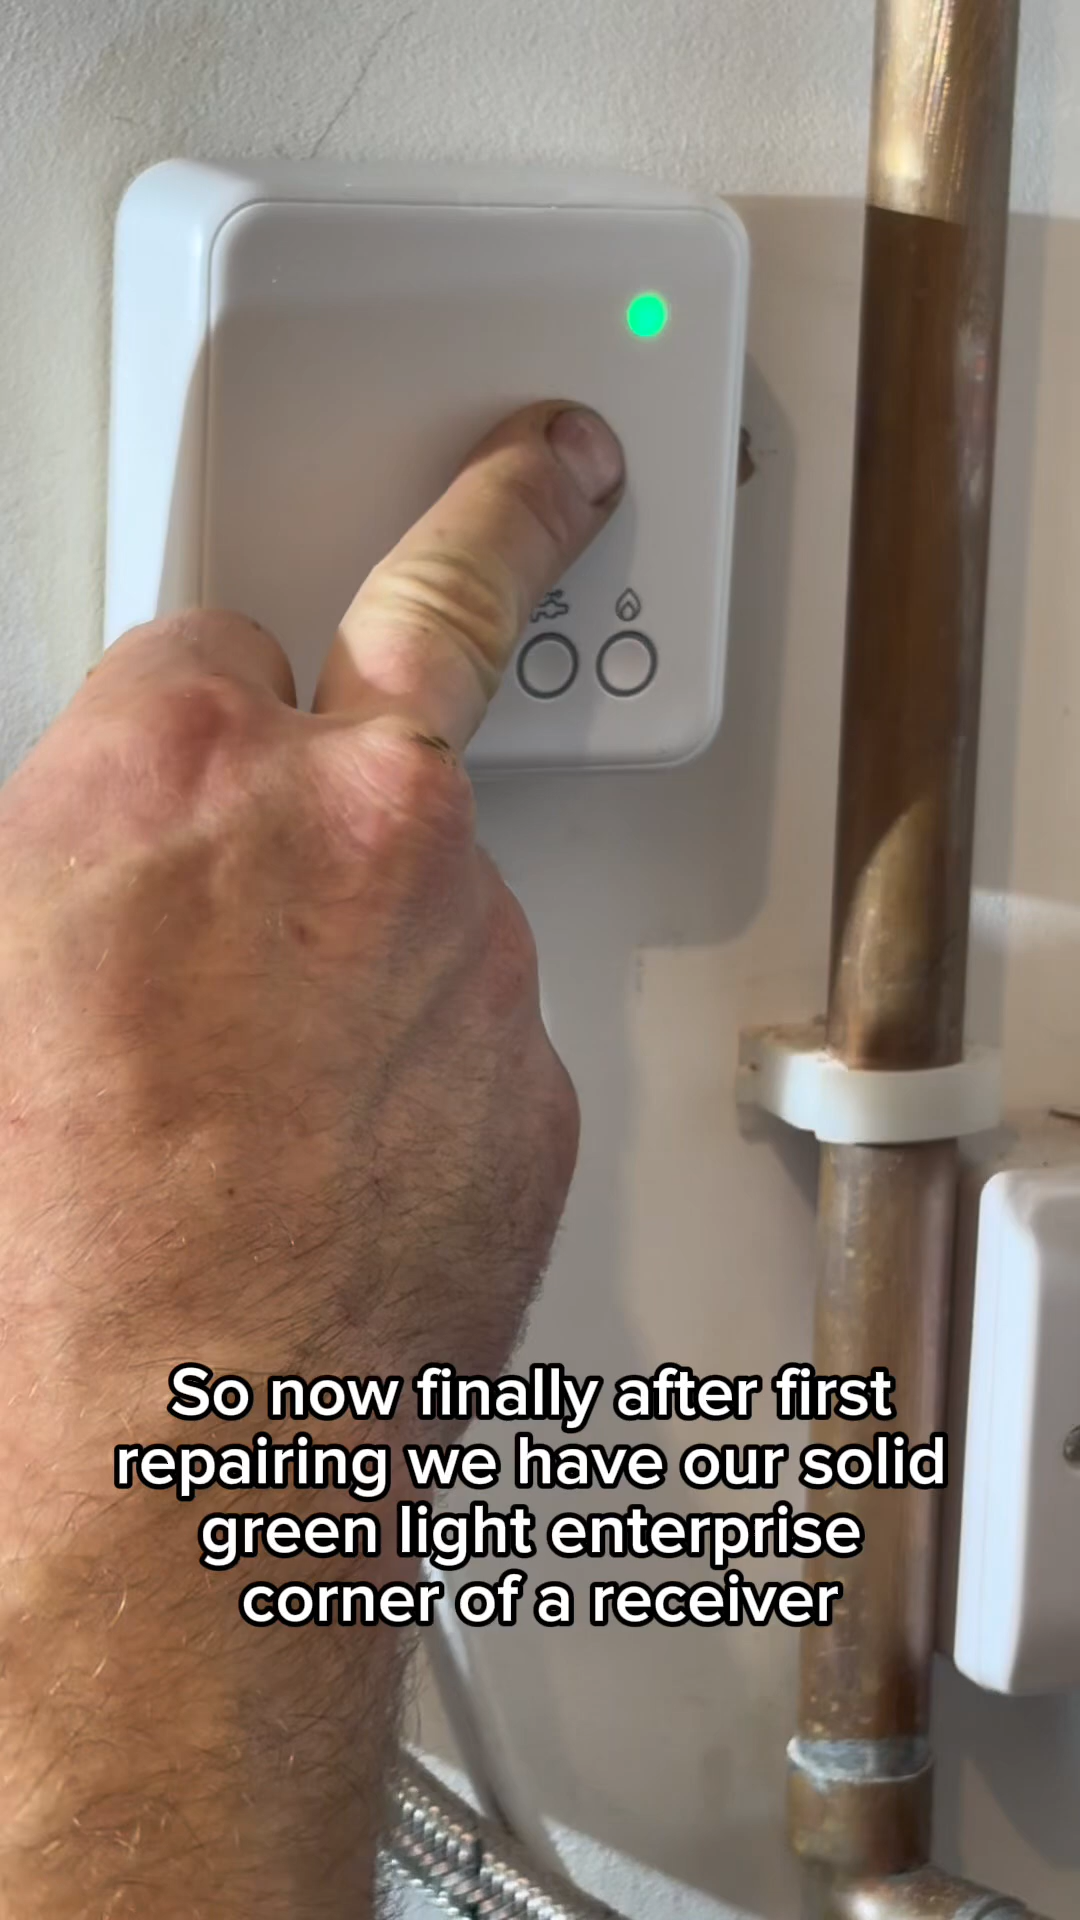 So now finally after first
repairing we have our solid
green light enterprise
corner of a receiver